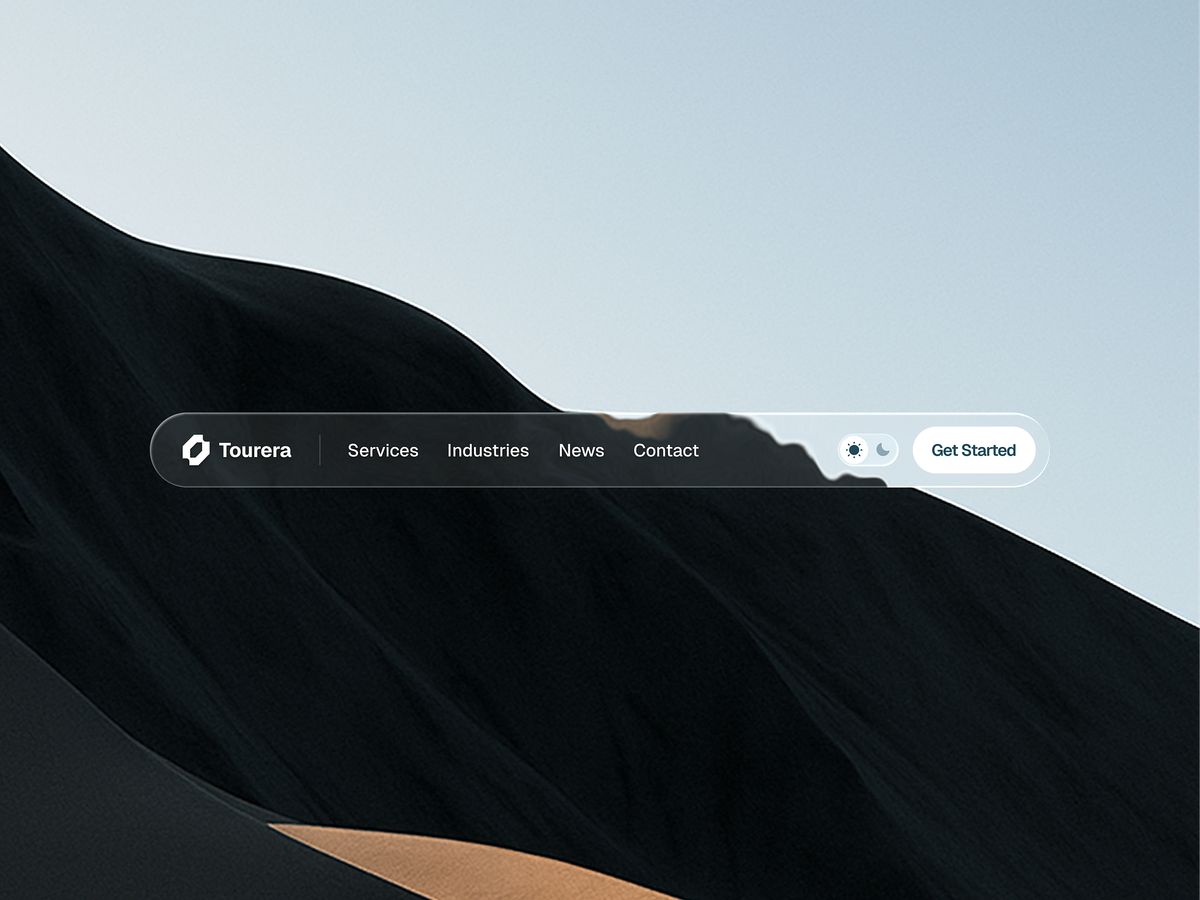 Tourera
Services
Industries
News
Contact
Get Started